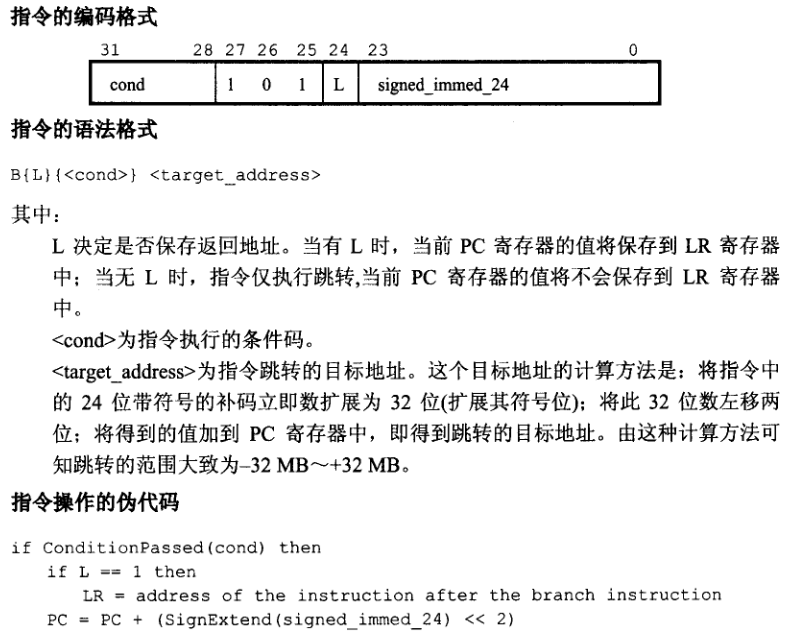 指令的编码格式
31 28 27 26 25 24 23 0
cond 1 0 1 L signed_immed_24
指令的语法格式
B{L}{<cond>} <target_address>
其中：
L 决定是否保存返回地址。当有 L 时，当前 PC 寄存器的值将保存到 LR 寄存器
中；当无 L 时，指令仅执行跳转,当前 PC 寄存器的值将不会保存到 LR 寄存器
中。
<cond>为指令执行的条件码。
<target_address>为指令跳转的目标地址。这个目标地址的计算方法是：将指令中
的 24 位带符号的补码立即数扩展为 32 位(扩展其符号位)；将此 32 位数左移两
位；将得到的值加到 PC 寄存器中，即得到跳转的目标地址。由这种计算方法可
知跳转的范围大致为–32 MB～+32 MB。
指令操作的伪代码
if ConditionPassed(cond) then
if L == 1 then
LR = address of the instruction after the branch instruction
PC = PC + (SignExtend(signed_immed_24) << 2)